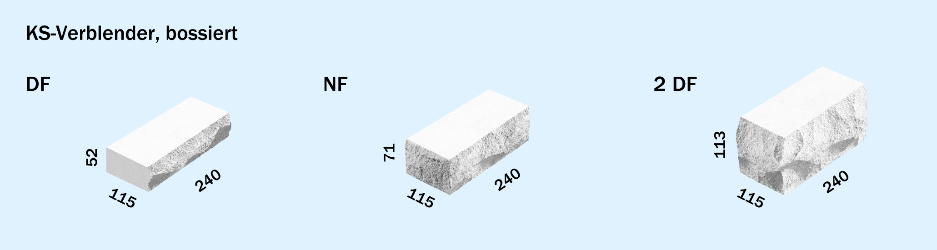 KS-Verblender, bossiert
DF
NF
2 DF
52
115
240
71
115
240
113
115
240